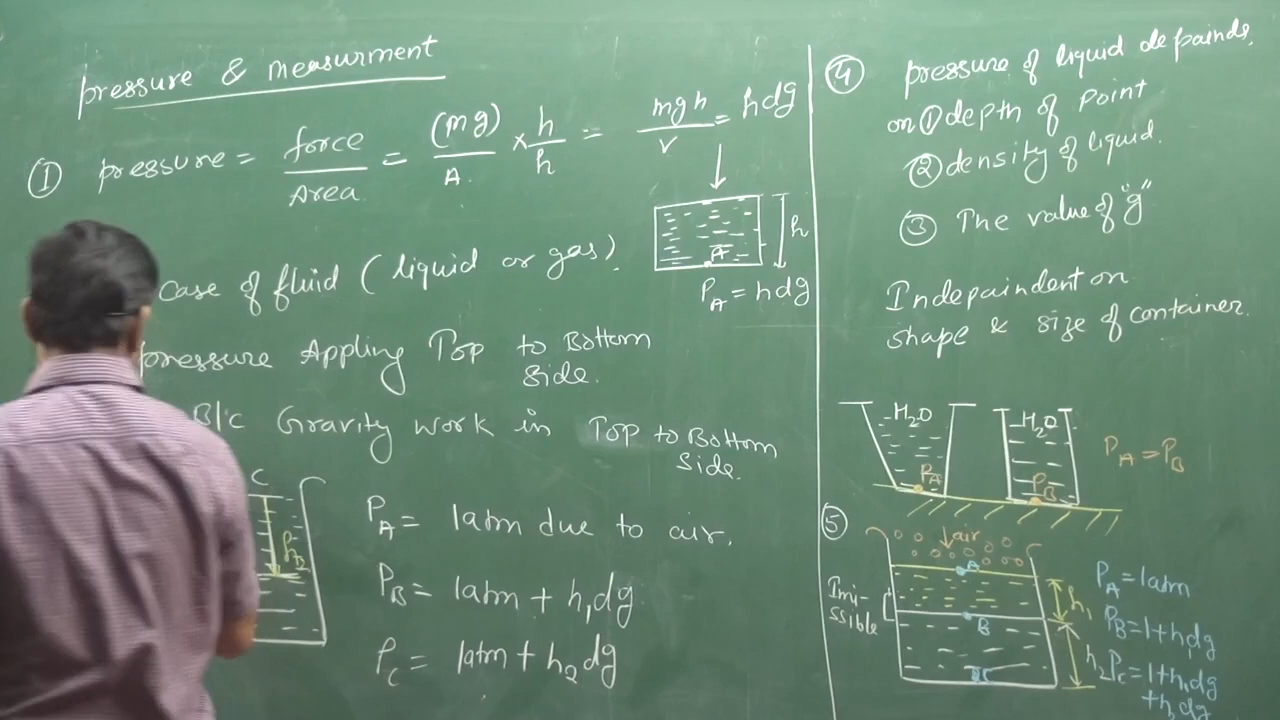 pressure & measurment
① pressure = force/Area = (mg)/A × h/h = mgh/v = hdg
A
h
P_A = hdg
case of fluid (liquid or gas).
pressure Appling Top to Bottom
side.
B/c Gravity work in Top to Bottom
side.
C
h_2
P_A = 1atm due to air.
P_B = 1atm + h_1dg
P_C = 1atm + h_2dg
④ pressure of liquid depainds
on ① depth of point
② density of liquid.
③ The value of "g"
Indepaindent on
shape & size of container.
H_2O
H_2O
P_A
P_B
P_A = P_B
⑤
air
A
Imi-
ssible
B
C
h_1
h_2
P_A = 1atm
P_B = 1+h_1dg
P_C = 1+h_1dg
+h_2dg